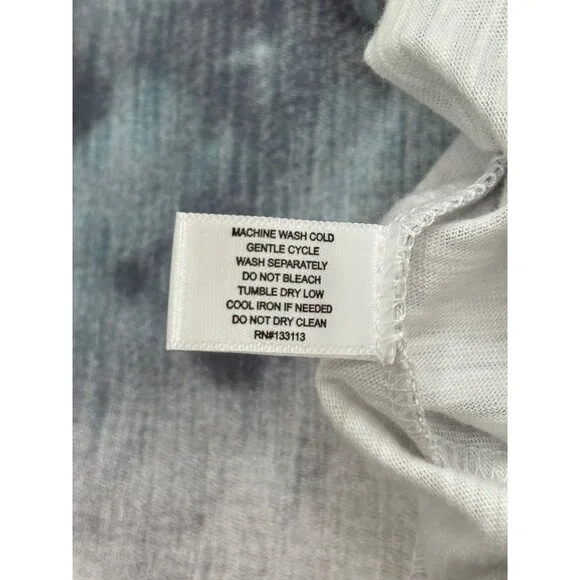 MACHINE WASH COLD
GENTLE CYCLE
WASH SEPARATELY
DO NOT BLEACH
TUMBLE DRY LOW
COOL IRON IF NEEDED
DO NOT DRY CLEAN
RN#133113